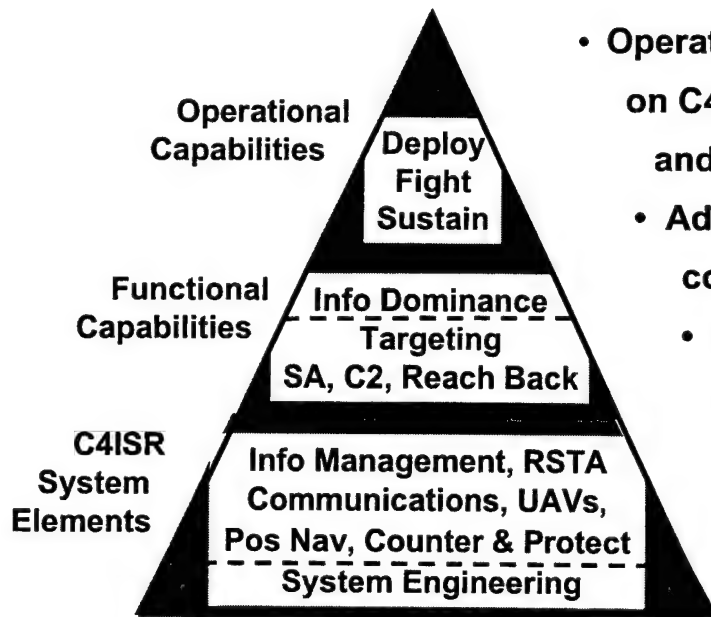 Operational
Capabilities
Deploy
Fight
Sustain
Functional
Capabilities
Info Dominance
Targeting
SA, C2, Reach Back
C4ISR
System
Elements
Info Management, RSTA
Communications, UAVs,
Pos Nav, Counter & Protect
System Engineering
• Operat
on C4
and
• Ad
co
•